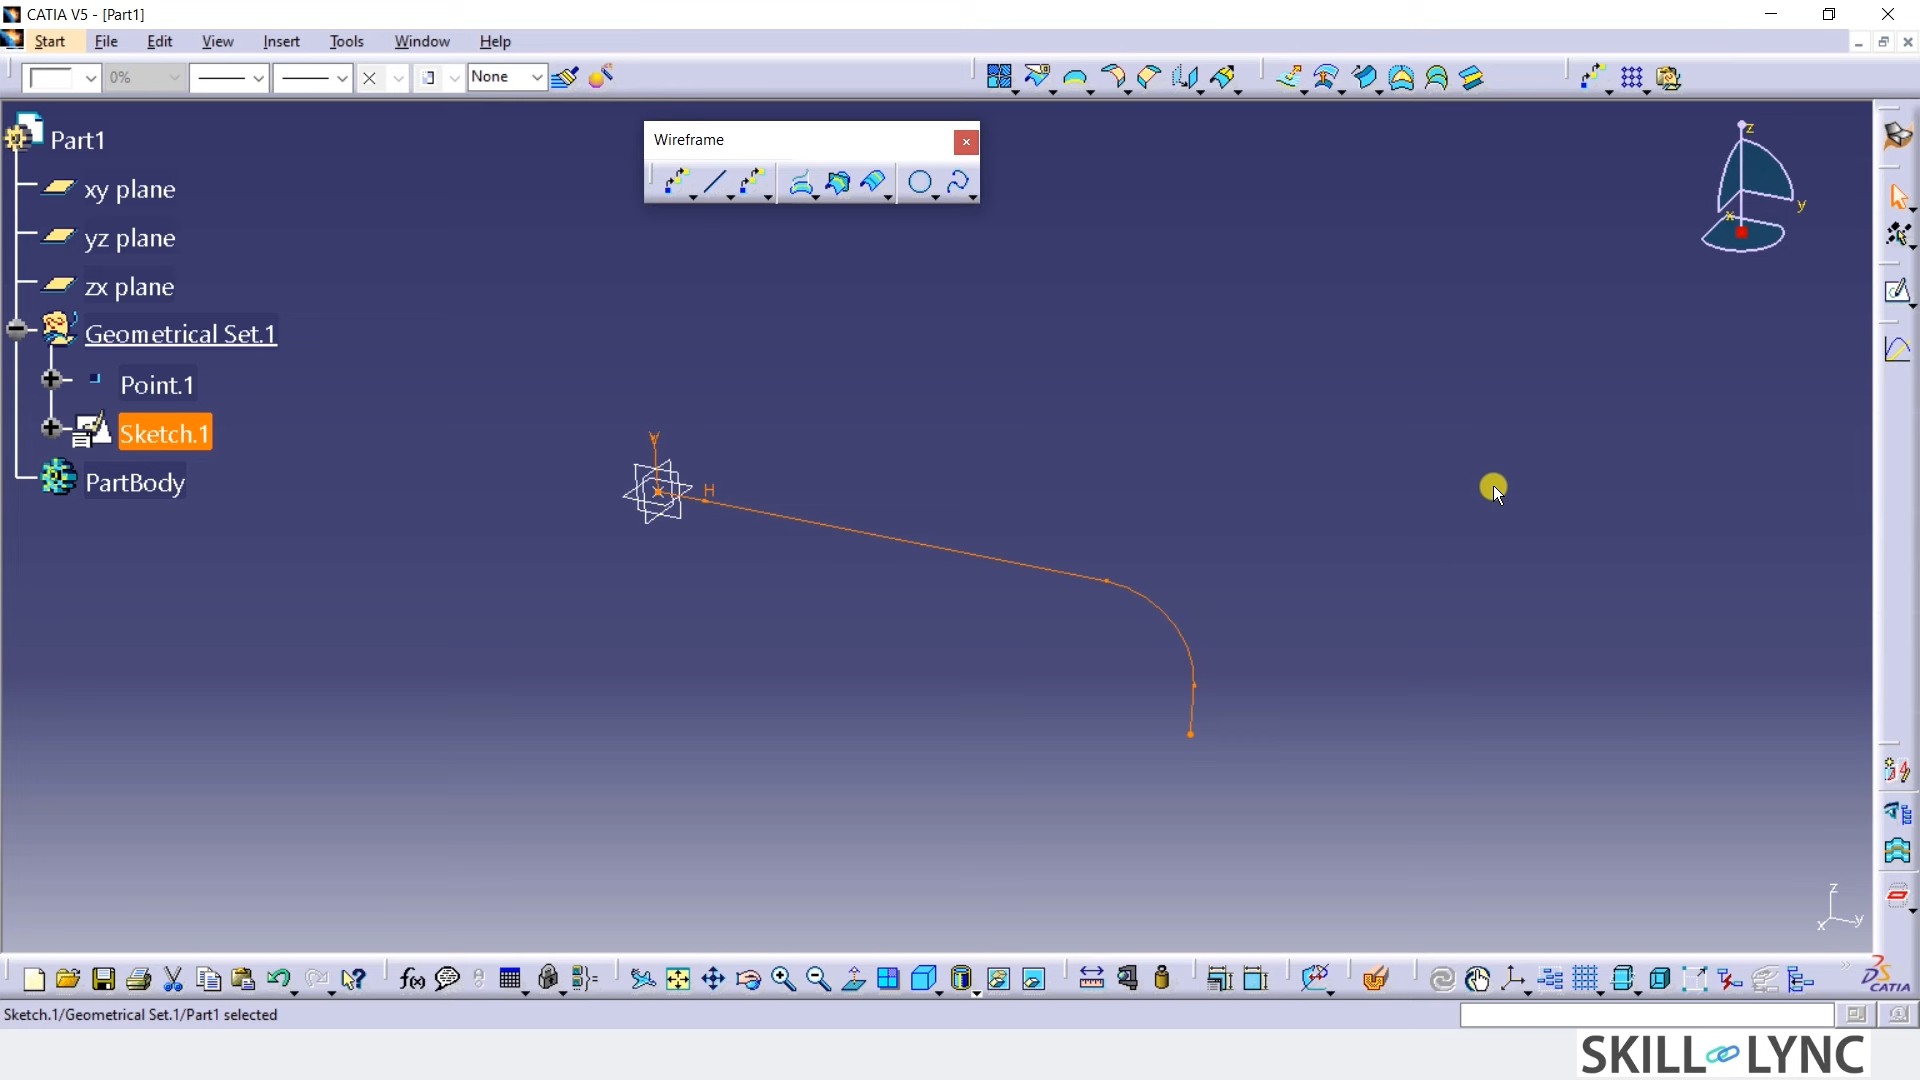 CATIA V5 - [Part1]
Start File Edit View Insert Tools Window Help
0% None
Part1
xy plane
yz plane
zx plane
Geometrical Set.1
Point.1
Sketch.1
PartBody
Wireframe
V
H
z
y
x
z
x y
f(x)
DS CATIA
Sketch.1/Geometrical Set.1/Part1 selected
SKILL LYNC